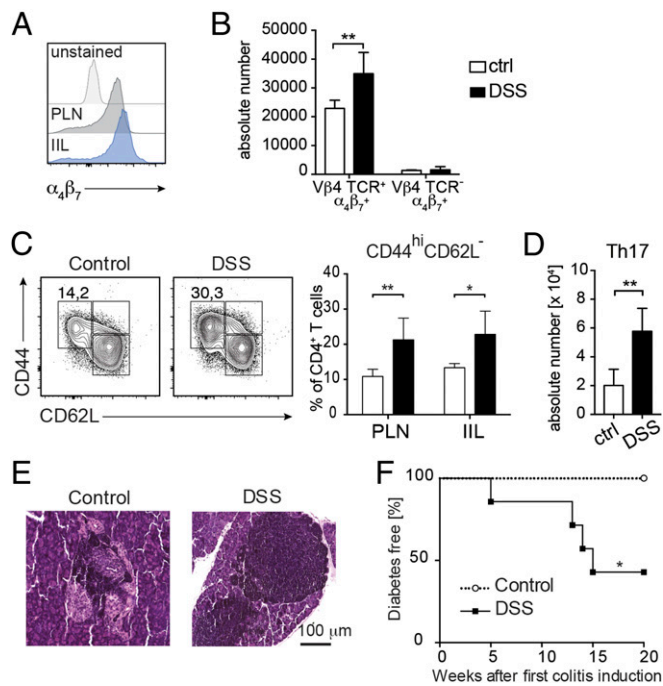 A
unstained
PLN
IIL
α4β7
B
absolute number
50000
40000
30000
20000
10000
0
**
ctrl
DSS
Vβ4 TCR⁺ Vβ4 TCR⁻
α4β7⁺ α4β7⁺
C
Control DSS
14,2 30,3
CD44
CD62L
CD44ʰⁱCD62L⁻
% of CD4⁺ T cells
40
30
20
10
0
** *
PLN IIL
D
Th17
absolute number [x 10⁴]
8
6
4
2
0
**
ctrl DSS
E
Control DSS
100 μm
F
Diabetes free [%]
100
50
0
*
Control
DSS
0 5 10 15 20
Weeks after first colitis induction